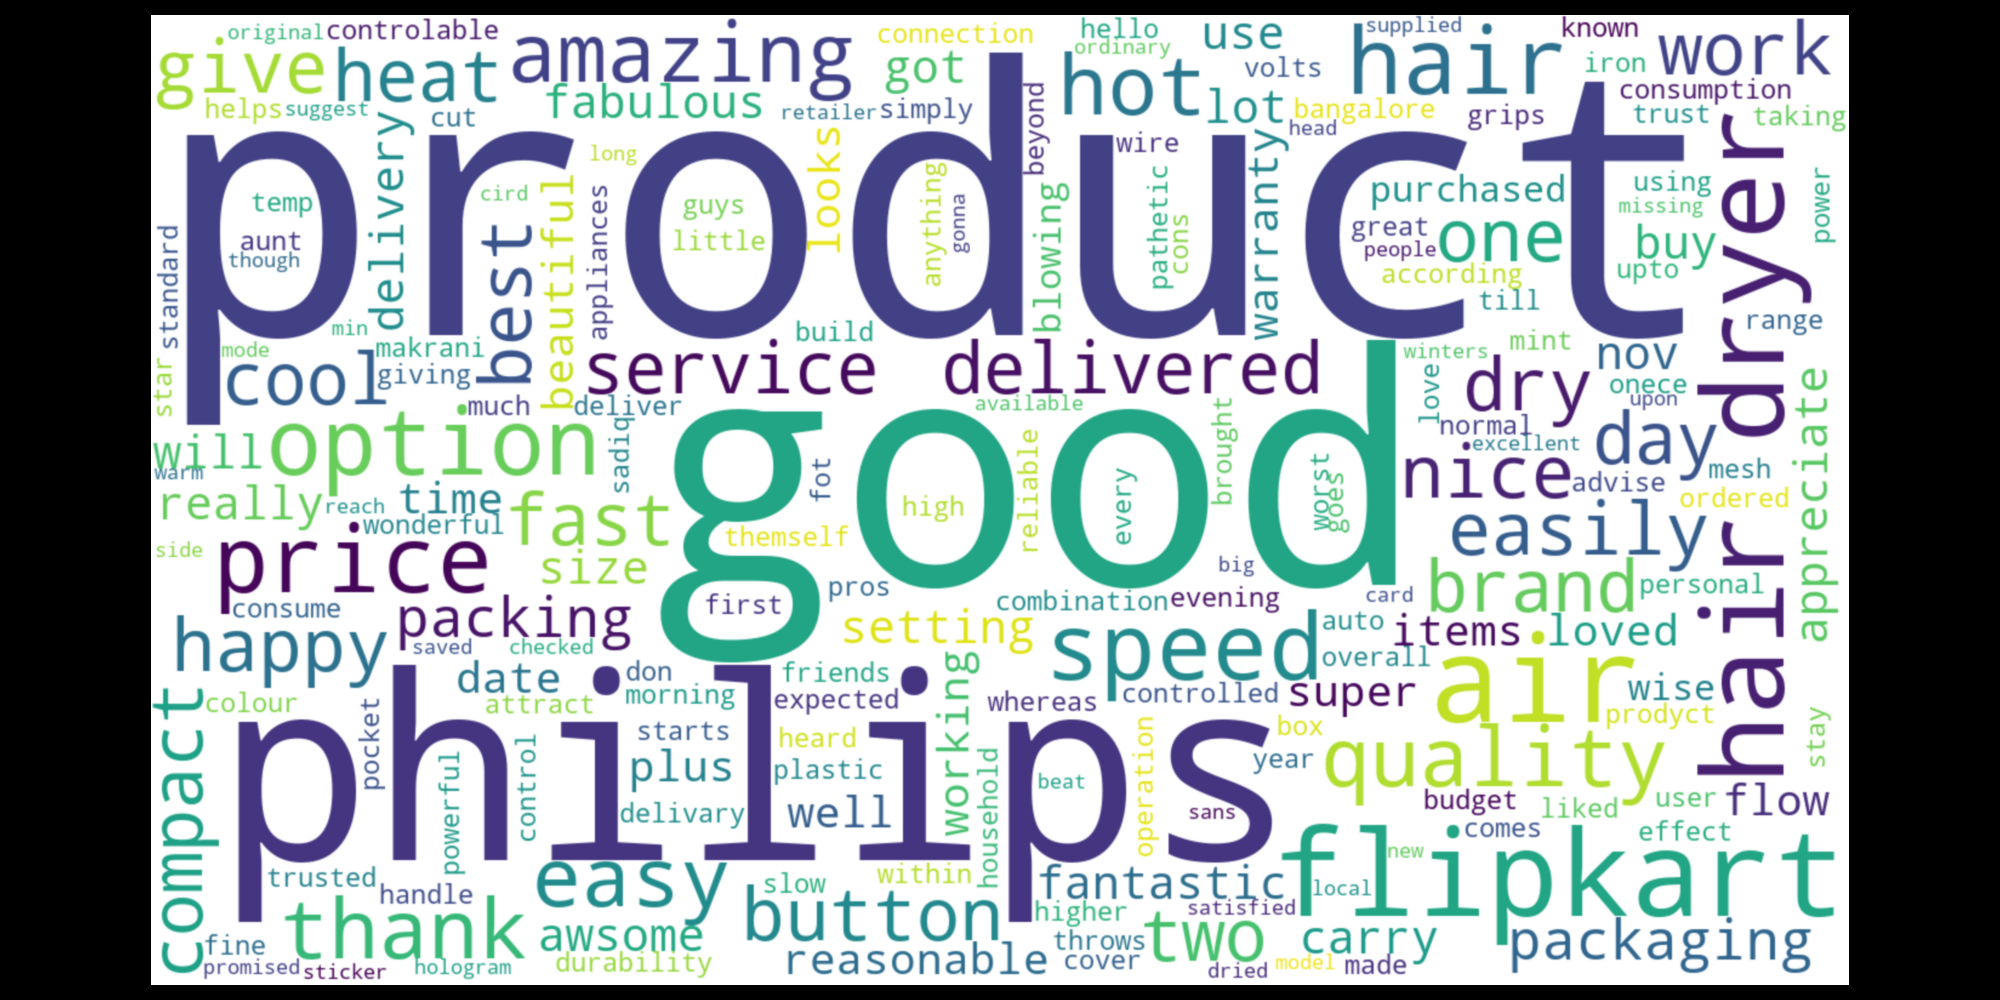 original controlable
give heat amazing
connection
got
hello
ordinary
use
volts
hair
supplied
known
iron
work
helps suggest
cut
fabulous
retailer simply
hot
lot
bangalore
head
grips
consumption
trust taking
product
delivery
long
looks
beyond
wire
warranty
temp
aunt
though
cird
beautiful
appliances
guys
little
anything
gonna
blowing
pathetic
cons
purchased
great
people
one
according
till
using
missing
buy
upto
power
hair dryer
standard
min
best
build
range
mode
makrani
giving
cool
service delivered
winters
mint
nov
onece
upon
star
much
deliver
available
love
dry
normal
excellent
day
appreciate
will option
warm
sadiq
good
fot
high
reliable
every
brought
worst
goes
nice
advise
mesh
ordered
really
reach
time
wonderful
fast
themself
easily
side
price
size
first
pros
big
combination evening
card
brand
personal
consume
packing
saved
checked
happy
setting
speed
auto
overall
items loved
air
date
don
morning
friends
expected
whereas
controlled
super
wise
prodyct
compact
colour
attract
philips
pocket
powerful
control
starts
plus
heard
plastic
working
household
beat
operation
box
year
quality
stay
delivary
well
sans
budget
liked
user
flow
comes
effect
trusted
handle
easy
slow
within
fantastic
flipkart
new
local
thank
button
higher
satisfied
fine
promised
sticker
hologram
awsome
durability
reasonable
throws
cover
two
dried
model
made
carry
packaging